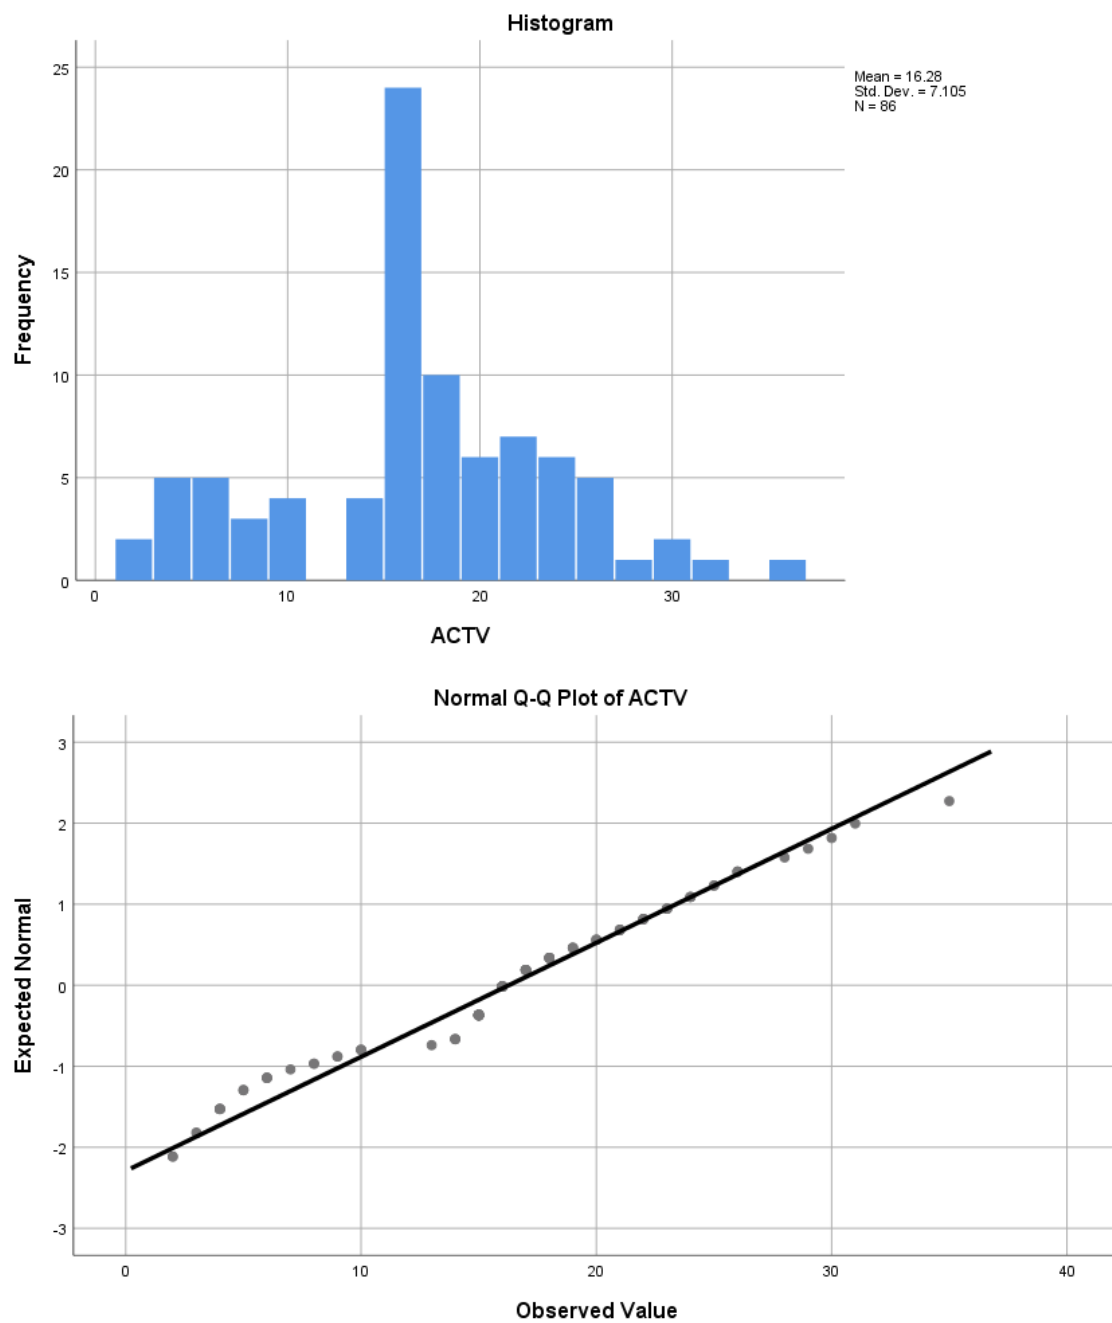 Histogram
25
20
15
10
5
0
Frequency
0 10 20 30
ACTV
Mean = 16.28
Std. Dev. = 7.105
N = 86
Normal Q-Q Plot of ACTV
3
2
1
0
-1
-2
-3
Expected Normal
0 10 20 30 40
Observed Value